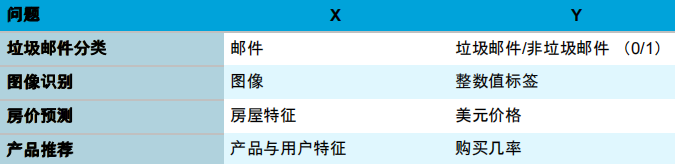 问题 X Y
垃圾邮件分类 邮件 垃圾邮件/非垃圾邮件 （0/1）
图像识别 图像 整数值标签
房价预测 房屋特征 美元价格
产品推荐 产品与用户特征 购买几率